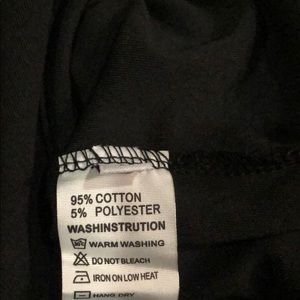 95% COTTON
5% POLYESTER
WASHINSTRUTION
WARM WASHING
DO NOT BLEACH
IRON ON LOW HEAT
HANG DRY